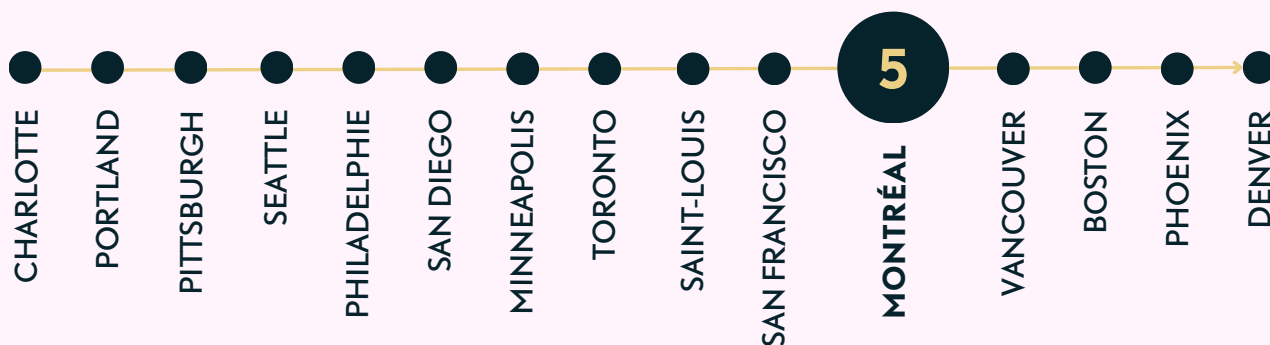 CHARLOTTE
PORTLAND
PITTSBURGH
SEATTLE
PHILADELPHIE
SAN DIEGO
MINNEAPOLIS
TORONTO
SAINT-LOUIS
SAN FRANCISCO
5
MONTRÉAL
VANCOUVER
BOSTON
PHOENIX
DENVER